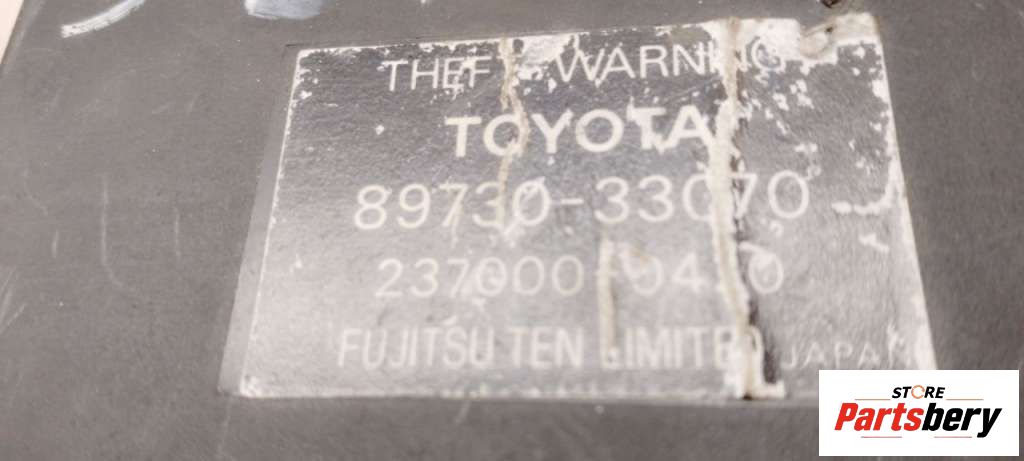 THEFT WARNING
TOYOTA
89730-33070
FUJITSU TEN LIMITED JAPAN
STORE
Partsbery